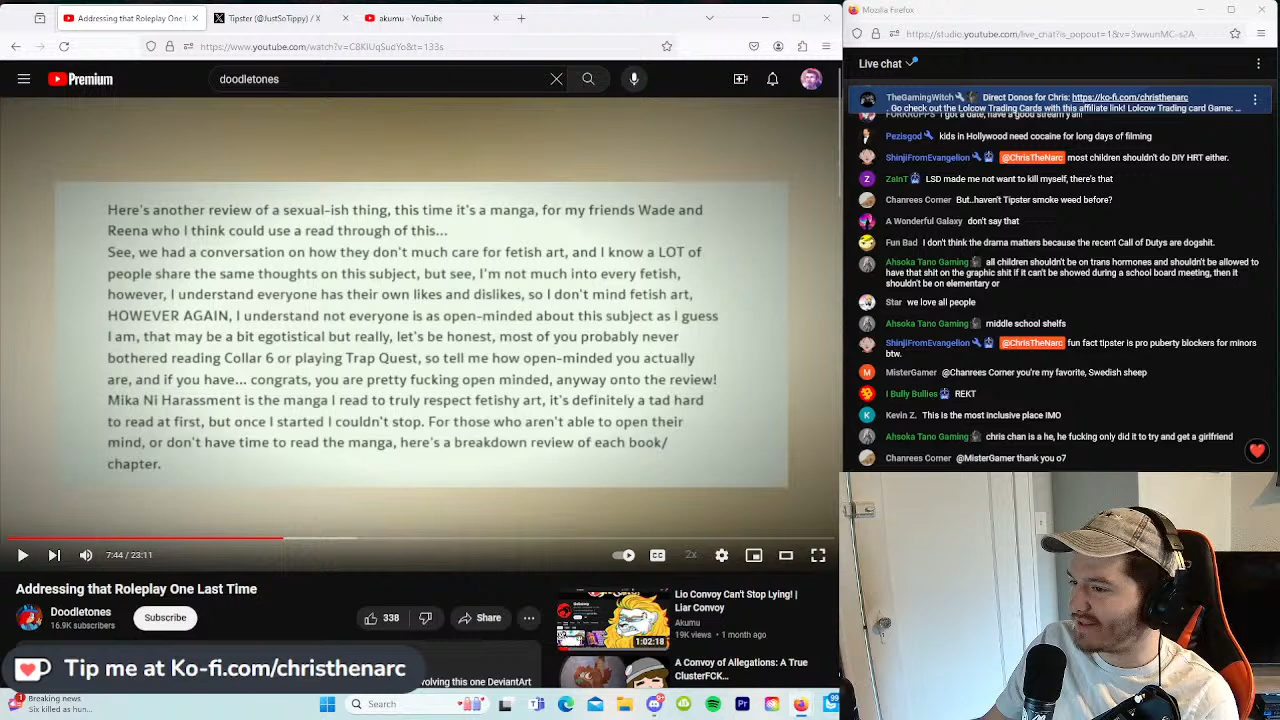 Addressing that Roleplay One L
Tipster (@JustSoTippy) / X
akumu - YouTube
https://www.youtube.com/watch?v=C8KIUqSudYo&t=133s
Premium
doodletones
Here's another review of a sexual-ish thing, this time it's a manga, for my friends Wade and
Reena who I think could use a read through of this...
See, we had a conversation on how they don't much care for fetish art, and I know a LOT of
people share the same thoughts on this subject, but see, I'm not much into every fetish,
however, I understand everyone has their own likes and dislikes, so I don't mind fetish art,
HOWEVER AGAIN, I understand not everyone is as open-minded about this subject as I guess
I am, that may be a bit egotistical but really, let's be honest, most of you probably never
bothered reading Collar 6 or playing Trap Quest, so tell me how open-minded you actually
are, and if you have... congrats, you are pretty fucking open minded, anyway onto the review!
Mika Ni Harasment is the manga I read to truly respect fetishy art, it's definitely a tad hard
to read at first, but once I started I couldn't stop. For those who aren't able to open their
mind, or don't have time to read the manga, here's a breakdown review of each book/
chapter.
7:44 / 23:11
2x
Addressing that Roleplay One Last Time
Doodletones
16.9K subscribers
Subscribe
338
Share
Lio Convoy Can't Stop Lying! |
Liar Convoy
Akumu
19K views • 1 month ago
1:02:18
A Convoy of Allegations: A True
ClusterFCK...
Tip me at Ko-fi.com/christhenarc
volving this one DeviantArt
Breaking news
Six killed as hun...
Search
Mozilla Firefox
https://studio.youtube.com/live_chat?is_popout=1&v=3wwunMC-s2A
Live chat
TheGamingWitch Direct Donos for Chris: https://ko-fi.com/christhenarc
. Go check out the Lolcow Trading Cards with this affiliate link! Lolcow Trading card Game: ...
I got a date, have a good stream y'all!
Pezisgod kids in Hollywood need cocaine for long days of filming
ShinjiFromEvangelion @ChrisTheNarc most children shouldn't do DIY HRT either.
ZainT LSD made me not want to kill myself, there's that
Chanrees Corner But..haven't Tipster smoke weed before?
A Wonderful Galaxy don't say that
Fun Bad I don't think the drama matters because the recent Call of Dutys are dogshit.
Ahsoka Tano Gaming all children shouldn't be on trans hormones and shouldn't be allowed to
have that shit on the graphic shit if it can't be showed during a school board meeting, then it
shouldn't be on elementary or
Star we love all people
Ahsoka Tano Gaming middle school shelfs
ShinjiFromEvangelion @ChrisTheNarc fun fact tipster is pro puberty blockers for minors
btw.
MisterGamer @Chanrees Corner you're my favorite, Swedish sheep
I Bully Bullies REKT
Kevin Z. This is the most inclusive place IMO
Ahsoka Tano Gaming chris chan is a he, he fucking only did it to try and get a girlfriend
Chanrees Corner @MisterGamer thank you o7